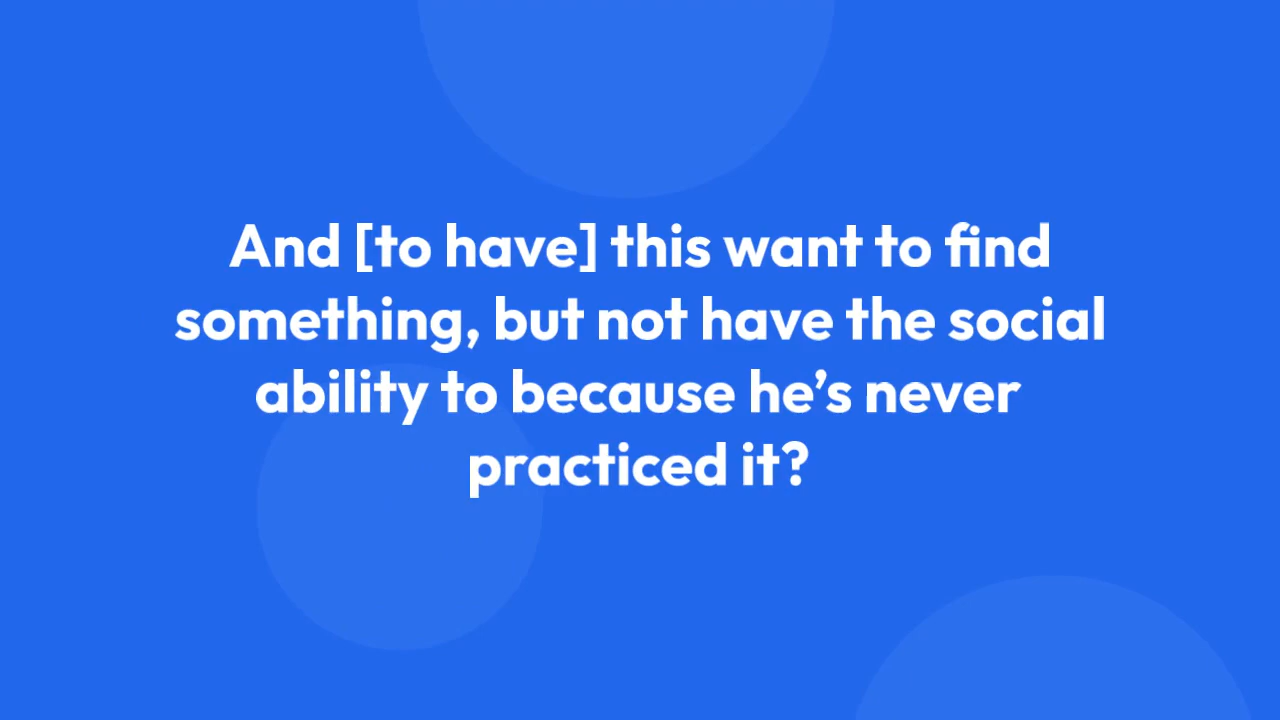 And [to have] this want to find
something, but not have the social
ability to because he’s never
practiced it?